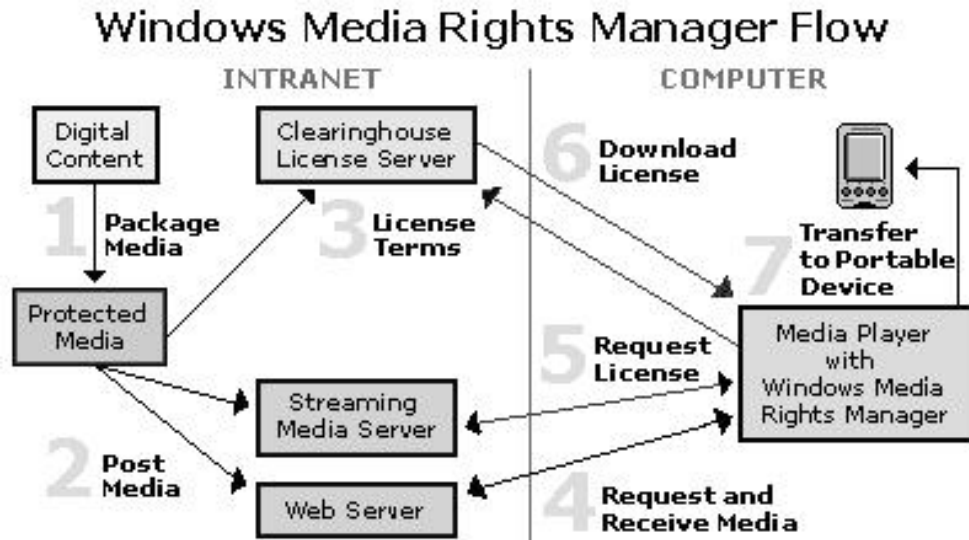 Windows Media Rights Manager Flow
INTRANET
COMPUTER
Digital
Content
Clearinghouse
License Server
6
Download
License
1
Package
Media
3
License
Terms
7
Transfer
to Portable
Device
Protected
Media
Media Player
with
Windows Media
Rights Manager
5
Request
License
Streaming
Media Server
2
Post
Media
Web Server
4
Request and
Receive Media